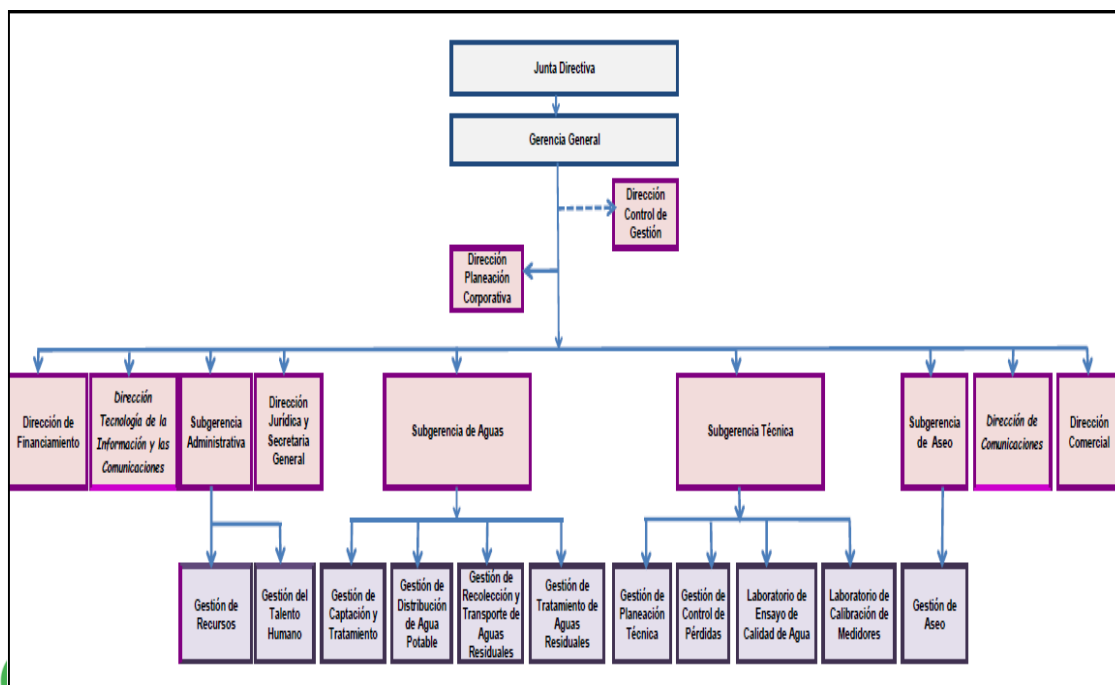 Junta Directiva
Gerencia General
Dirección
Control de
Gestión
Dirección
Planeación
Corporativa
Dirección de
Financiamiento
Dirección
Tecnología de la
Información y las
Comunicaciones
Subgerencia
Administrativa
Dirección
Jurídica y
Secretaria
General
Subgerencia de Aguas
Subgerencia Técnica
Subgerencia
de Aseo
Dirección de
Comunicaciones
Dirección
Comercial
Gestión de
Recursos
Gestión del
Talento
Humano
Gestión de
Captación y
Tratamiento
Gestión de
Distribución
de Agua
Potable
Gestión de
Recolección y
Transporte de
Aguas
Residuales
Gestión de
Tratamiento de
Aguas
Residuales
Gestión de
Planeación
Técnica
Gestión de
Control de
Pérdidas
Laboratorio de
Ensayo de
Calidad de Agua
Laboratorio de
Calibración de
Medidores
Gestión de
Aseo